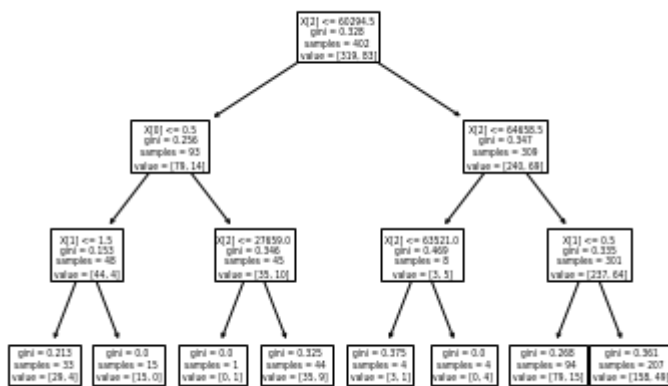 X[2] <= 60294.5
gini = 0.328
samples = 402
value = [319, 83]
X[0] <= 0.5
gini = 0.256
samples = 93
value = [79, 14]
X[2] <= 64658.5
gini = 0.347
samples = 309
value = [240, 69]
X[1] <= 1.5
gini = 0.153
samples = 48
value = [44, 4]
X[2] <= 27659.0
gini = 0.346
samples = 45
value = [35, 10]
X[2] <= 63521.0
gini = 0.469
samples = 8
value = [3, 5]
X[1] <= 0.5
gini = 0.335
samples = 301
value = [237, 64]
gini = 0.213
samples = 33
value = [29, 4]
gini = 0.0
samples = 15
value = [15, 0]
gini = 0.0
samples = 1
value = [0, 1]
gini = 0.325
samples = 44
value = [35, 9]
gini = 0.375
samples = 4
value = [3, 1]
gini = 0.0
samples = 4
value = [0, 4]
gini = 0.268
samples = 94
value = [79, 15]
gini = 0.361
samples = 207
value = [158, 4